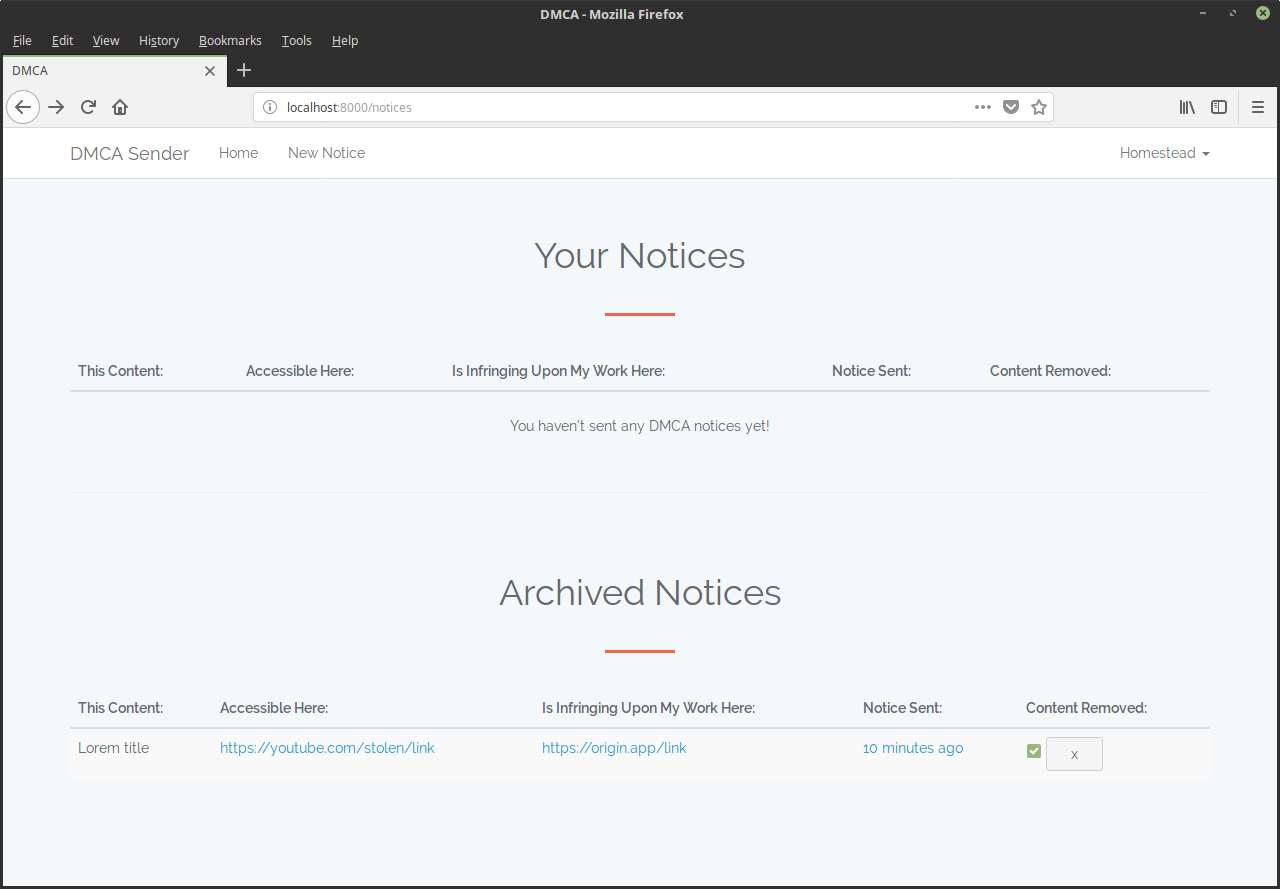 DMCA - Mozilla Firefox
File Edit View History Bookmarks Tools Help
DMCA
localhost:8000/notices
DMCA Sender Home New Notice Homestead
Your Notices
This Content: Accessible Here: Is Infringing Upon My Work Here: Notice Sent: Content Removed:
You haven't sent any DMCA notices yet!
Archived Notices
This Content: Accessible Here: Is Infringing Upon My Work Here: Notice Sent: Content Removed:
Lorem title https://youtube.com/stolen/link https://origin.app/link 10 minutes ago x